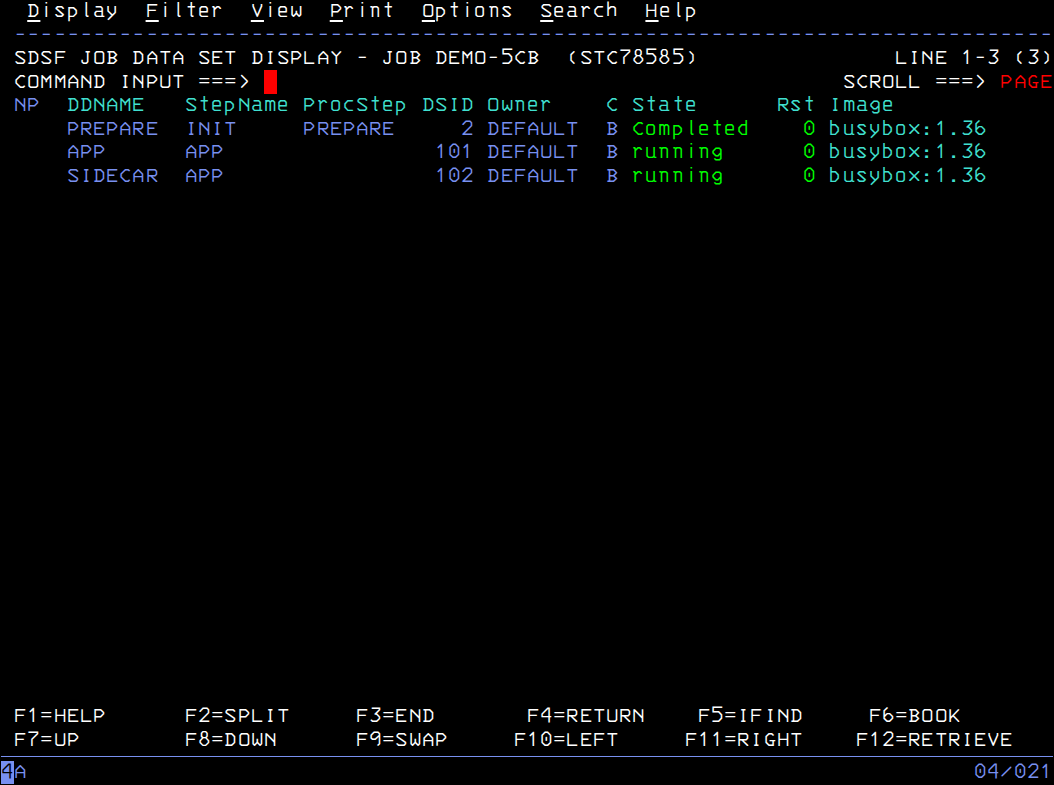 Display  Filter  View  Print  Options  Search  Help
-------------------------------------------------------------------------------
SDSF JOB DATA SET DISPLAY - JOB DEMO-5CB  (STC78585)               LINE 1-3 (3)
COMMAND INPUT ===>                                             SCROLL ===> PAGE
NP   DDNAME   StepName ProcStep DSID Owner    C State      Rst Image
PREPARE  INIT     PREPARE     2 DEFAULT  B Completed    0 busybox:1.36
APP      APP                101 DEFAULT  B running      0 busybox:1.36
SIDECAR  APP                102 DEFAULT  B running      0 busybox:1.36
F1=HELP      F2=SPLIT     F3=END       F4=RETURN    F5=IFIND     F6=BOOK
F7=UP        F8=DOWN      F9=SWAP     F10=LEFT     F11=RIGHT    F12=RETRIEVE
4A                                                                       04/021